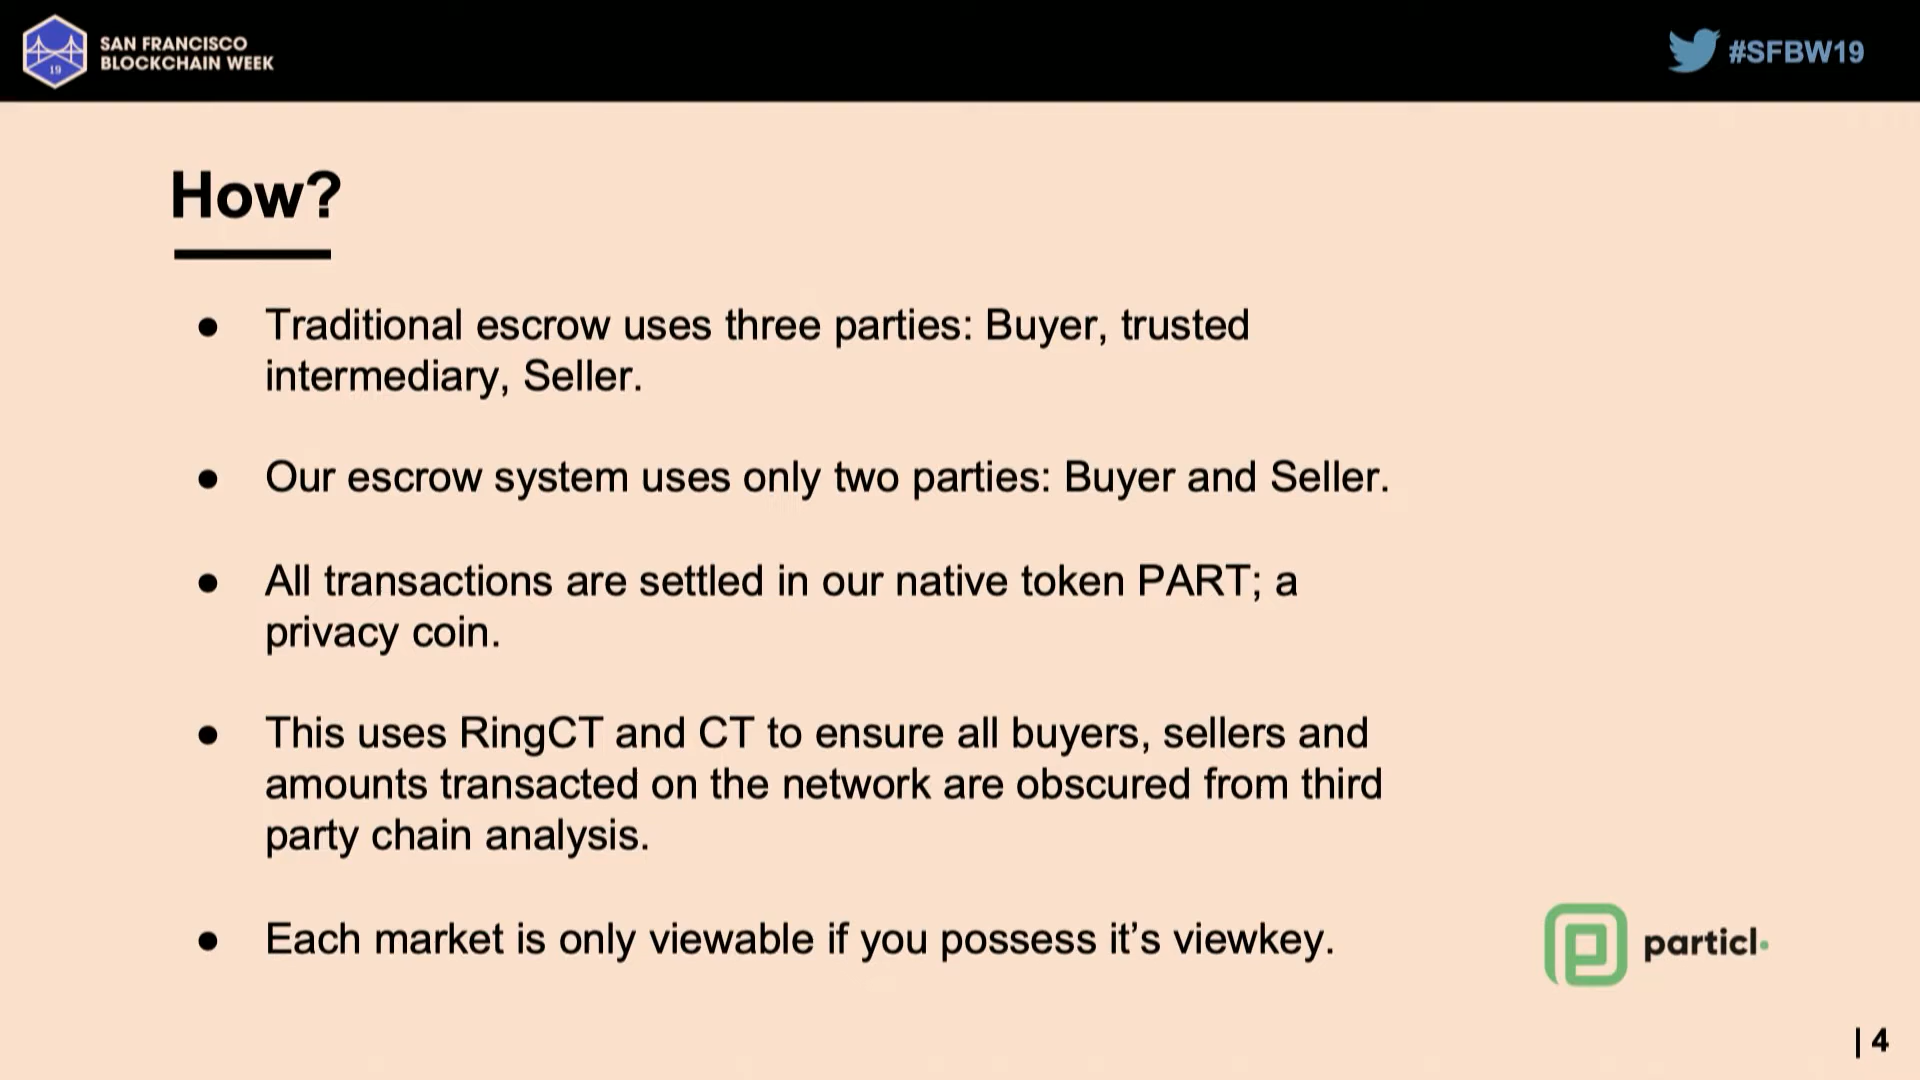 SAN FRANCISCO
BLOCKCHAIN WEEK
19
#SFBW19
How?
● Traditional escrow uses three parties: Buyer, trusted
intermediary, Seller.
● Our escrow system uses only two parties: Buyer and Seller.
● All transactions are settled in our native token PART; a
privacy coin.
● This uses RingCT and CT to ensure all buyers, sellers and
amounts transacted on the network are obscured from third
party chain analysis.
● Each market is only viewable if you possess it’s viewkey.
particl
| 4